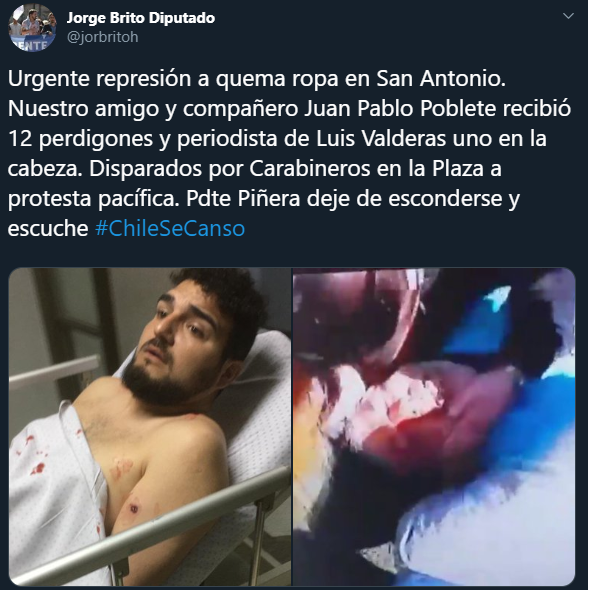 Jorge Brito Diputado
@jorbritoh
Urgente represión a quema ropa en San Antonio.
Nuestro amigo y compañero Juan Pablo Poblete recibió
12 perdigones y periodista de Luis Valderas uno en la
cabeza. Disparados por Carabineros en la Plaza a
protesta pacífica. Pdte Piñera deje de esconderse y
escuche #ChileSeCanso